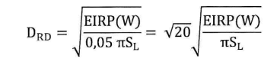 D_RD = √(EIRP(W) / 0,05 πS_L) = √20 √(EIRP(W) / πS_L)